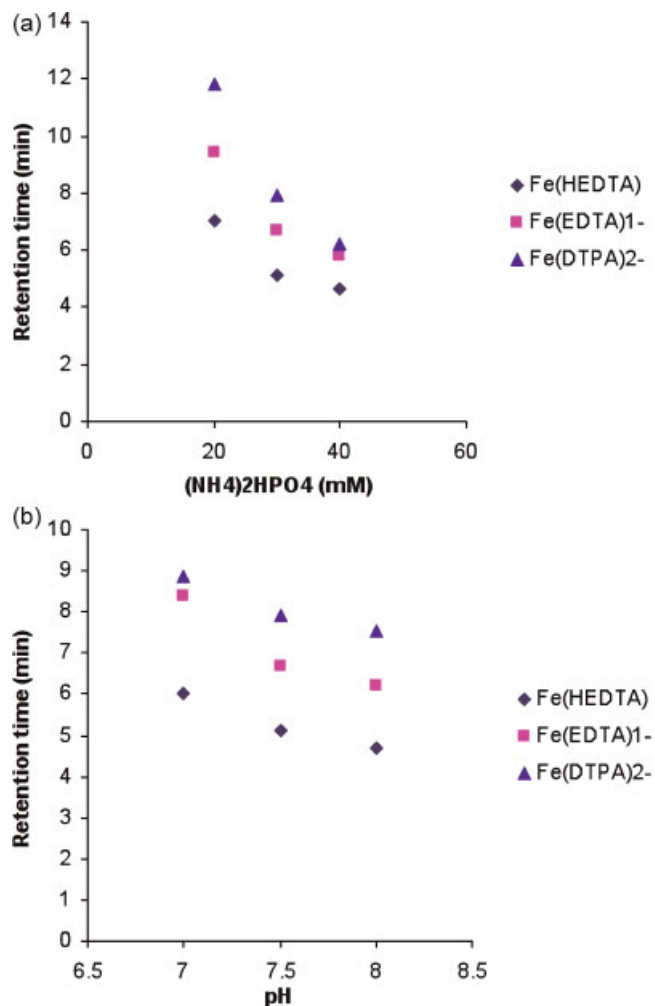 (a)
14
12
10
8
6
4
2
0
Retention time (min)
0 20 40 60
(NH4)2HPO4 (mM)
Fe(HEDTA)
Fe(EDTA)1-
Fe(DTPA)2-
(b)
10
9
8
7
6
5
4
3
2
1
0
Retention time (min)
6.5 7 7.5 8 8.5
pH
Fe(HEDTA)
Fe(EDTA)1-
Fe(DTPA)2-